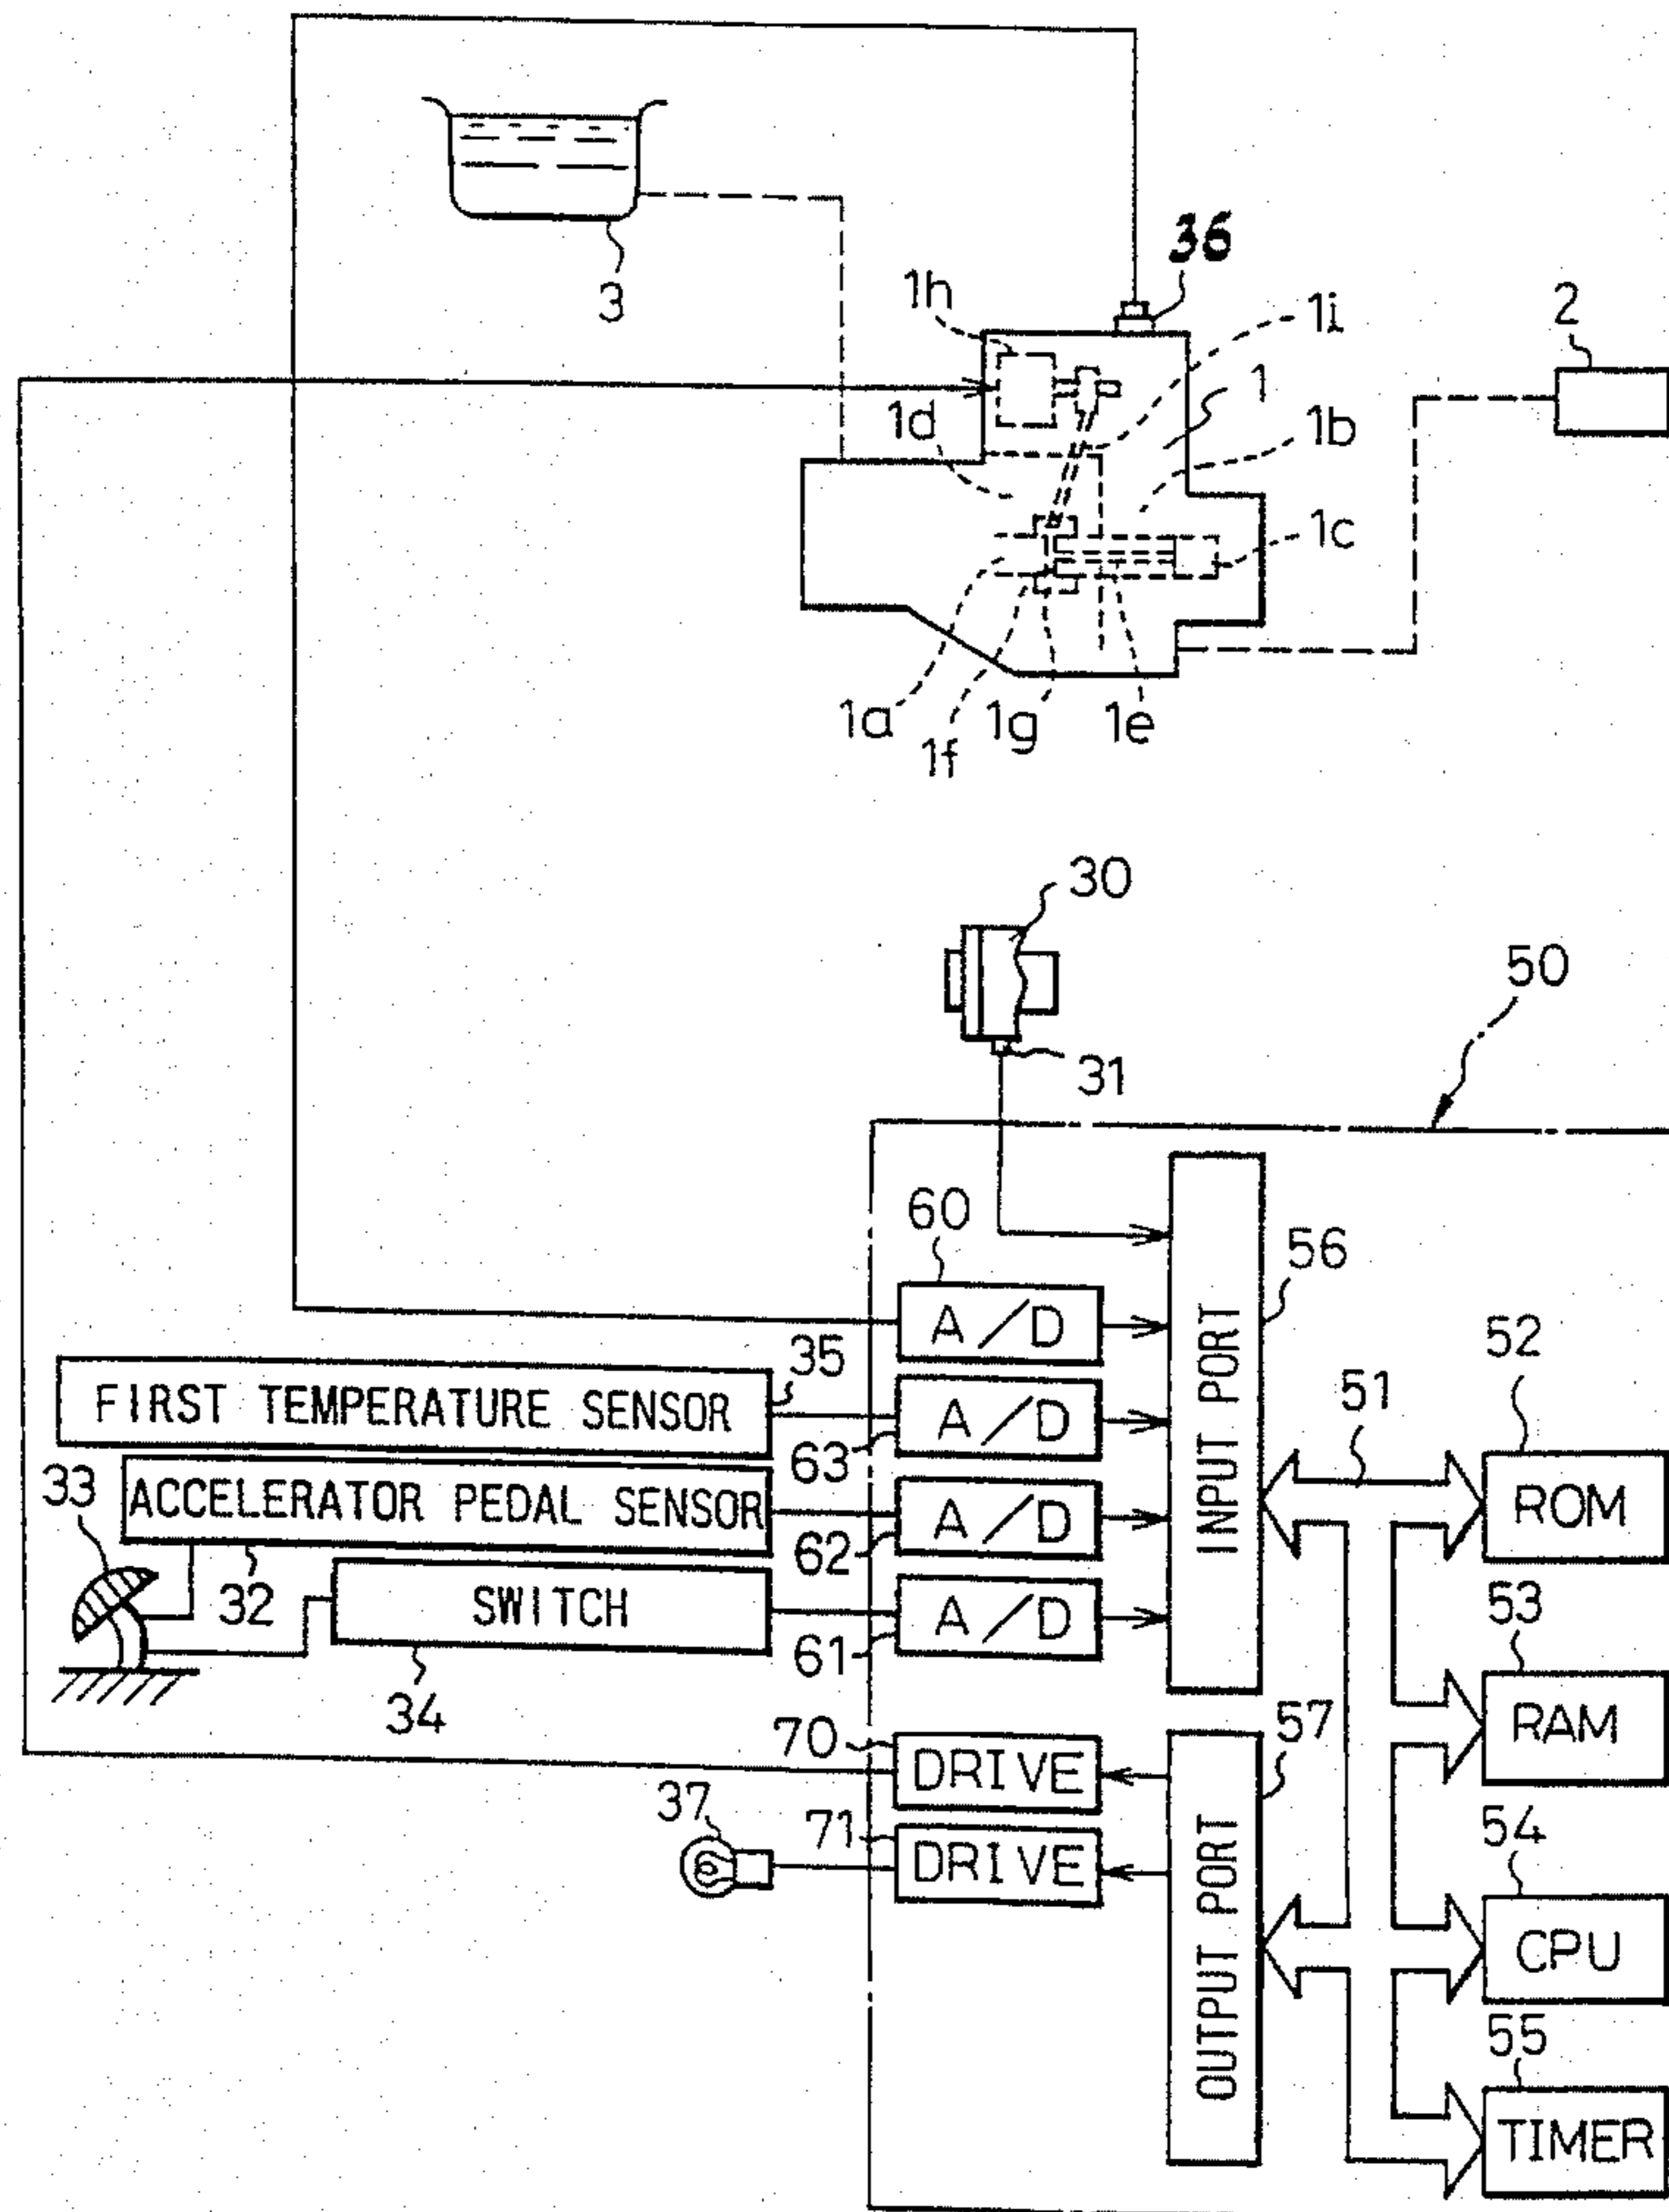 36
3
1h
1i
2
1
1d
1b
1c
1a
1f
1g
1e
30
50
31
60
56
A/D
35
52
FIRST TEMPERATURE SENSOR
A/D
51
63
INPUT PORT
33
ACCELERATOR PEDAL SENSOR
A/D
ROM
32
62
SWITCH
A/D
53
61
34
70
57
RAM
DRIVE
37
71
DRIVE
54
OUTPUT PORT
CPU
55
TIMER